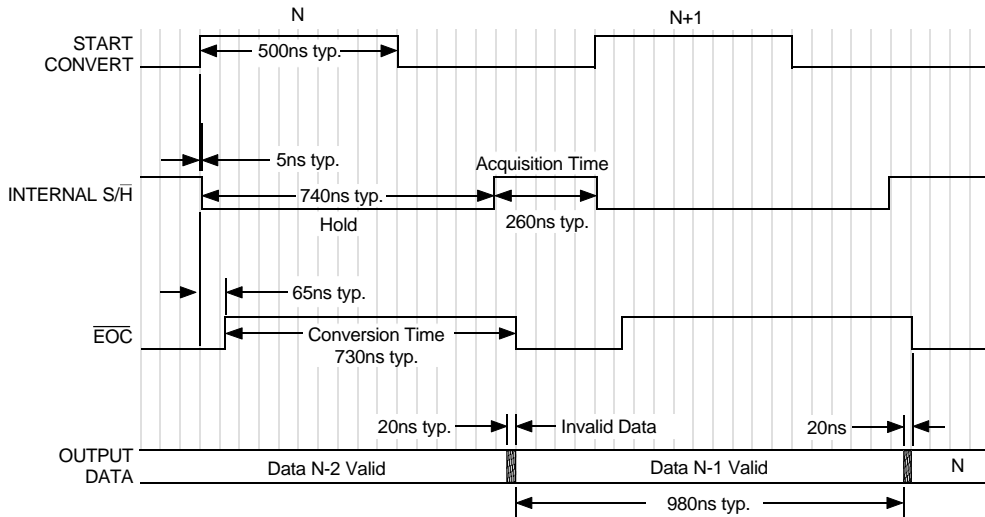 N
N+1
START
CONVERT
500ns typ.
5ns typ.
Acquisition Time
INTERNAL S/H̅
740ns typ.
Hold
260ns typ.
65ns typ.
E̅O̅C̅
Conversion Time
730ns typ.
20ns typ.
Invalid Data
20ns
OUTPUT
DATA
Data N-2 Valid
Data N-1 Valid
N
980ns typ.